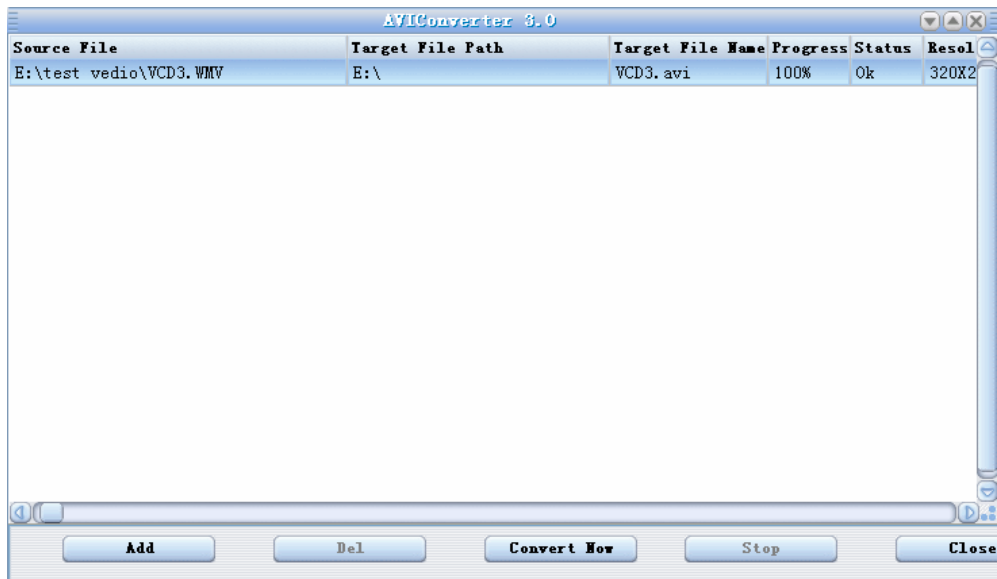 AVIConverter 3.0
Source File Target File Path Target File Name Progress Status Resol
E:\test vedio\VCD3.WMV E:\ VCD3.avi 100% Ok 320X2
Add Del Convert Now Stop Close